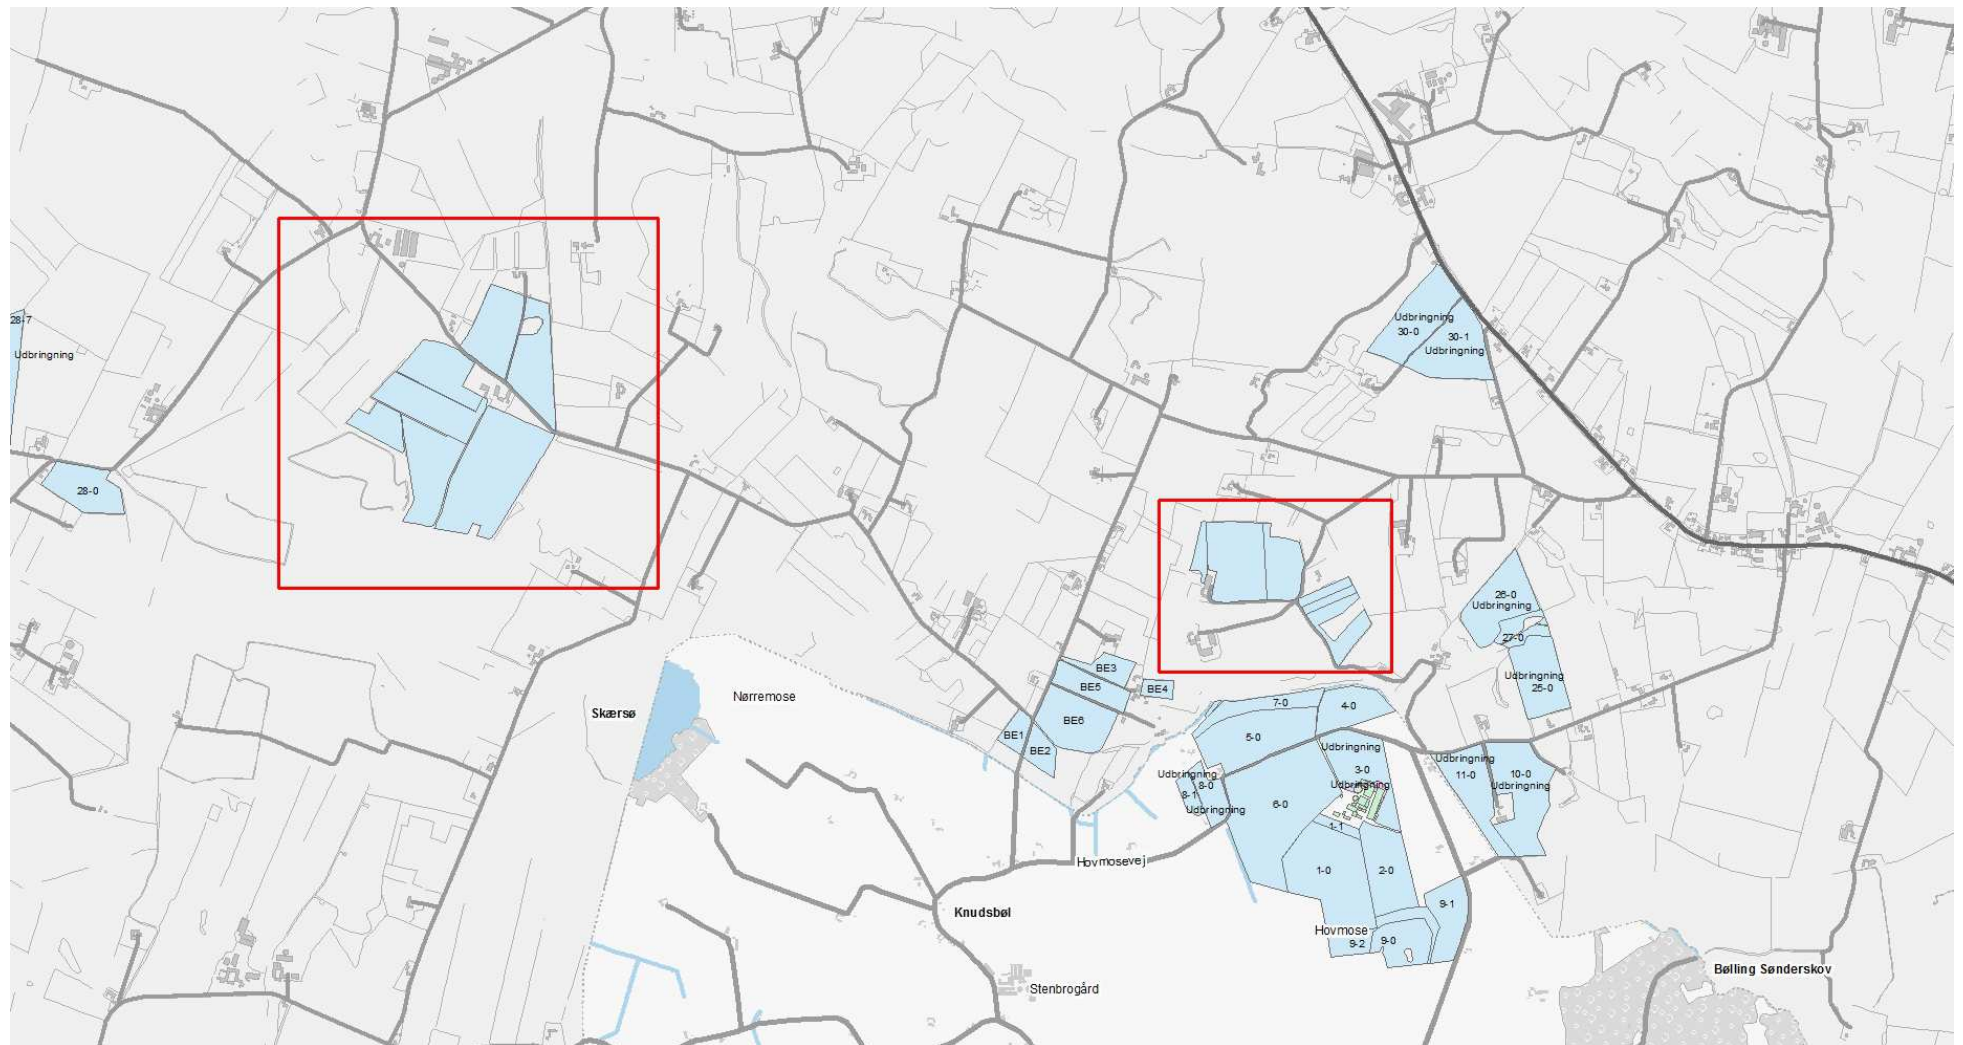 Udbringning
30-0
30-1
Udbringning
28-7
Udbringning
28-0
26-0
Udbringning
27-0
Udbringning
25-0
BE3
BE5
BE4
BE6
BE1
BE2
Nørremose
Skærsø
7-0
4-0
5-0
Udbringning
3-0
Udbringning
Udbringning
8-0
8-1
Udbringning
6-0
1-1
Udbringning
11-0
10-0
Udbringning
Hovmosevej
1-0
2-0
9-1
Knudsbøl
Hovmose
9-2
9-0
Bølling Sønderskov
Stenbrogård